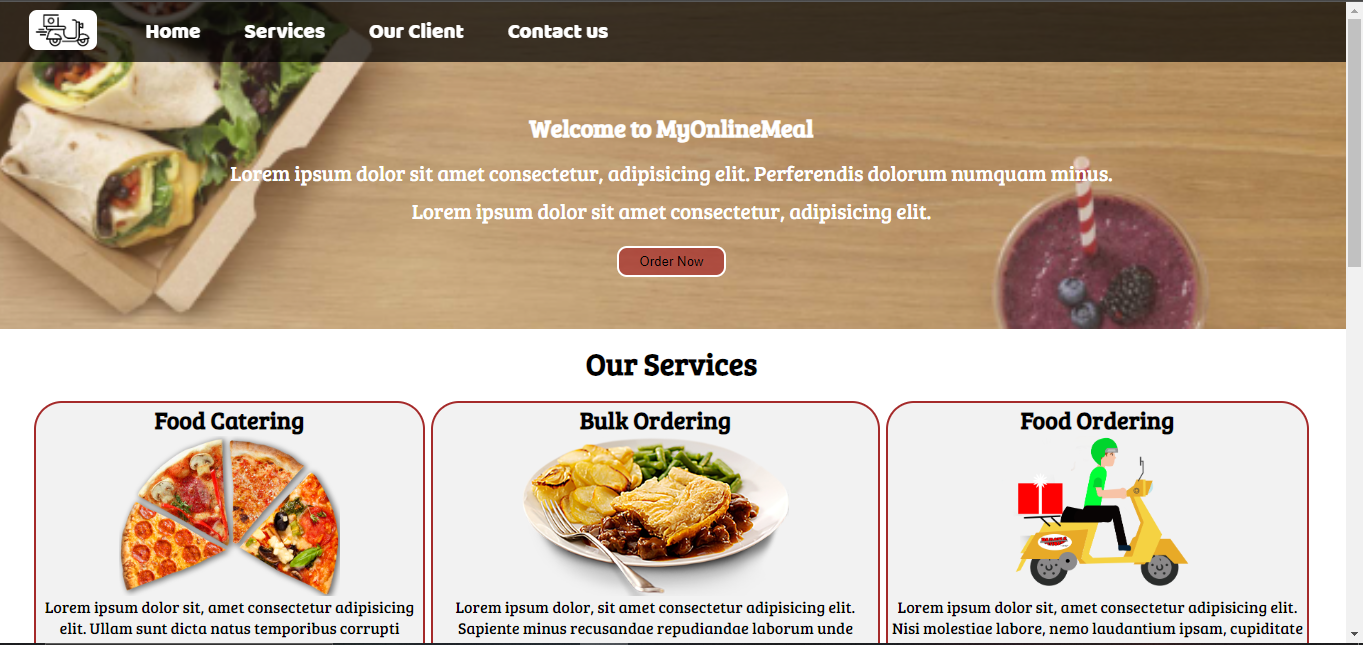 Home Services Our Client Contact us
Welcome to MyOnlineMeal
Lorem ipsum dolor sit amet consectetur, adipisicing elit. Perferendis dolorum numquam minus.
Lorem ipsum dolor sit amet consectetur, adipisicing elit.
Order Now
Our Services
Food Catering
Lorem ipsum dolor sit, amet consectetur adipisicing
elit. Ullam sunt dicta natus temporibus corrupti
Bulk Ordering
Lorem ipsum dolor, sit amet consectetur adipisicing elit.
Sapiente minus recusandae repudiandae laborum unde
Food Ordering
Lorem ipsum dolor sit, amet consectetur adipisicing elit.
Nisi molestiae labore, nemo laudantium ipsam, cupiditate